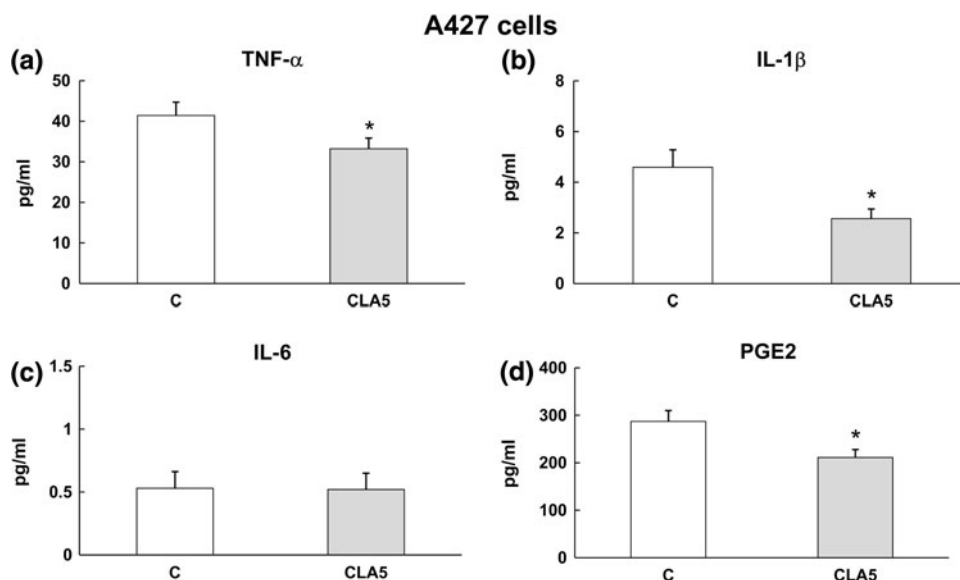 A427 cells
(a)
TNF-α
50
40
30
20
10
0
pg/ml
*
C
CLA5
(b)
IL-1β
8
6
4
2
0
pg/ml
*
C
CLA5
(c)
IL-6
1.5
1
0.5
0
pg/ml
C
CLA5
(d)
PGE2
400
300
200
100
0
pg/ml
*
C
CLA5